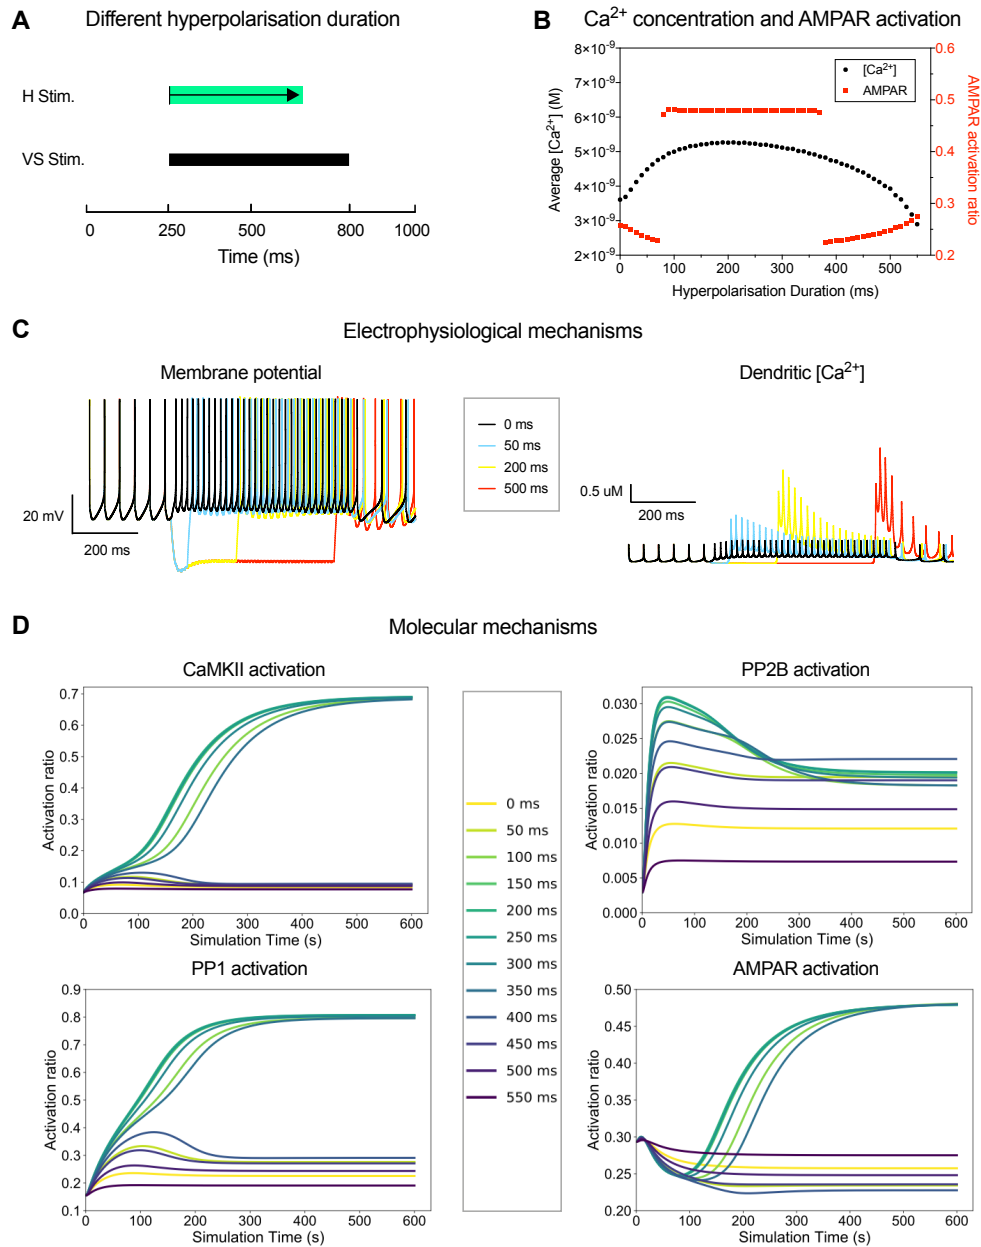 A Different hyperpolarisation duration
H Stim.
VS Stim.
0 250 500 800 1000
Time (ms)
B Ca2+ concentration and AMPAR activation
8×10-9
7×10-9
6×10-9
5×10-9
4×10-9
3×10-9
2×10-9
Average [Ca2+] (M)
[Ca2+]
AMPAR
0.6
0.5
0.4
0.3
0.2
AMPAR activation ratio
0 100 200 300 400 500
Hyperpolarisation Duration (ms)
C Electrophysiological mechanisms
Membrane potential
20 mV
200 ms
0 ms
50 ms
200 ms
500 ms
Dendritic [Ca2+]
0.5 uM
200 ms
D Molecular mechanisms
CaMKII activation
0.7
0.6
0.5
0.4
0.3
0.2
0.1
0.0
Activation ratio
0 100 200 300 400 500 600
Simulation Time (s)
PP2B activation
0.030
0.025
0.020
0.015
0.010
0.005
0.000
Activation ratio
0 100 200 300 400 500 600
Simulation Time (s)
0 ms
50 ms
100 ms
150 ms
200 ms
250 ms
300 ms
350 ms
400 ms
450 ms
500 ms
550 ms
PP1 activation
0.9
0.8
0.7
0.6
0.5
0.4
0.3
0.2
0.1
Activation ratio
0 100 200 300 400 500 600
Simulation Time (s)
AMPAR activation
0.50
0.45
0.40
0.35
0.30
0.25
0.20
Activation ratio
0 100 200 300 400 500 600
Simulation Time (s)